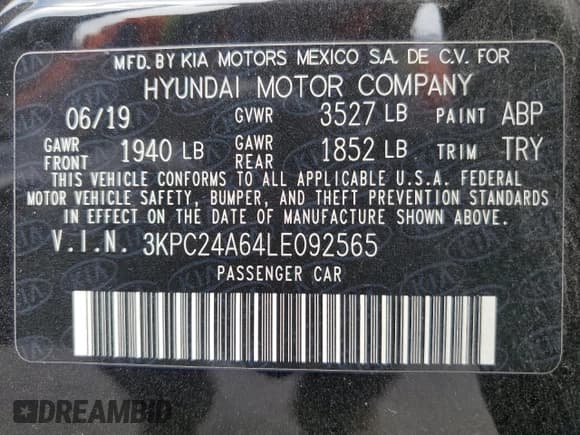 MFD. BY KIA MOTORS MEXICO S.A. DE C.V. FOR
HYUNDAI MOTOR COMPANY
06/19 GVWR 3527 LB PAINT ABP
GAWR FRONT 1940 LB GAWR REAR 1852 LB TRIM TRY
THIS VEHICLE CONFORMS TO ALL APPLICABLE U.S.A. FEDERAL
MOTOR VEHICLE SAFETY, BUMPER, AND THEFT PREVENTION STANDARDS
IN EFFECT ON THE DATE OF MANUFACTURE SHOWN ABOVE.
V.I.N. 3KPC24A64LE092565
PASSENGER CAR
DREAMBID